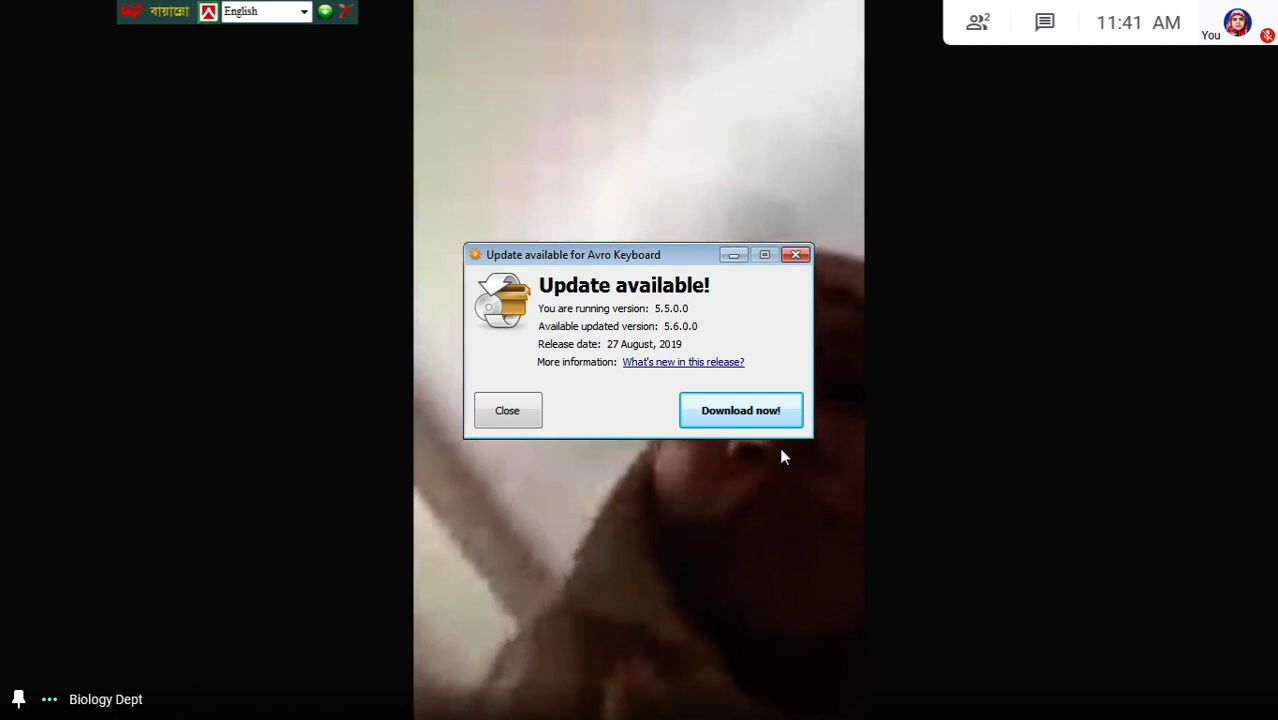 বায়ান্নো
English
2
11:41 AM
You
Update available for Avro Keyboard
Update available!
You are running version: 5.5.0.0
Available updated version: 5.6.0.0
Release date: 27 August, 2019
More information: What's new in this release?
Close
Download now!
Biology Dept